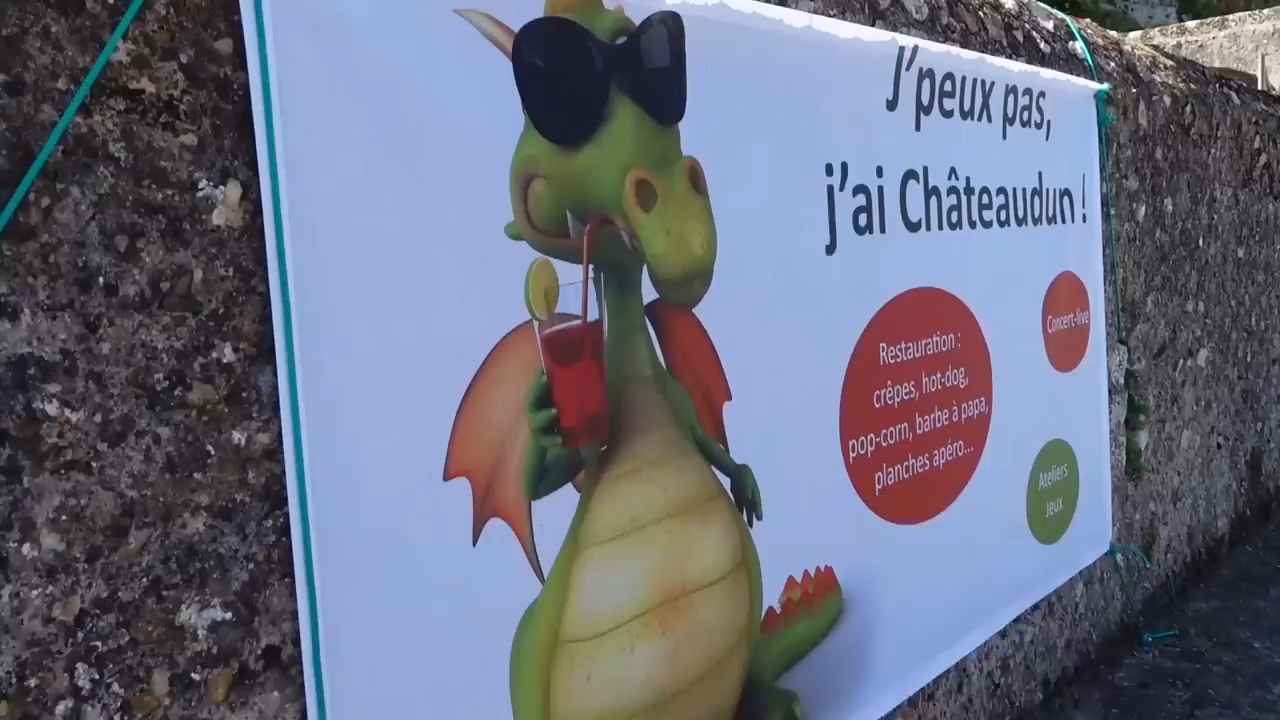 J'peux pas,
j'ai Châteaudun !
Restauration :
crêpes, hot-dog,
pop-corn, barbe à papa,
planches apéro...
Concert-live
Ateliers
jeux